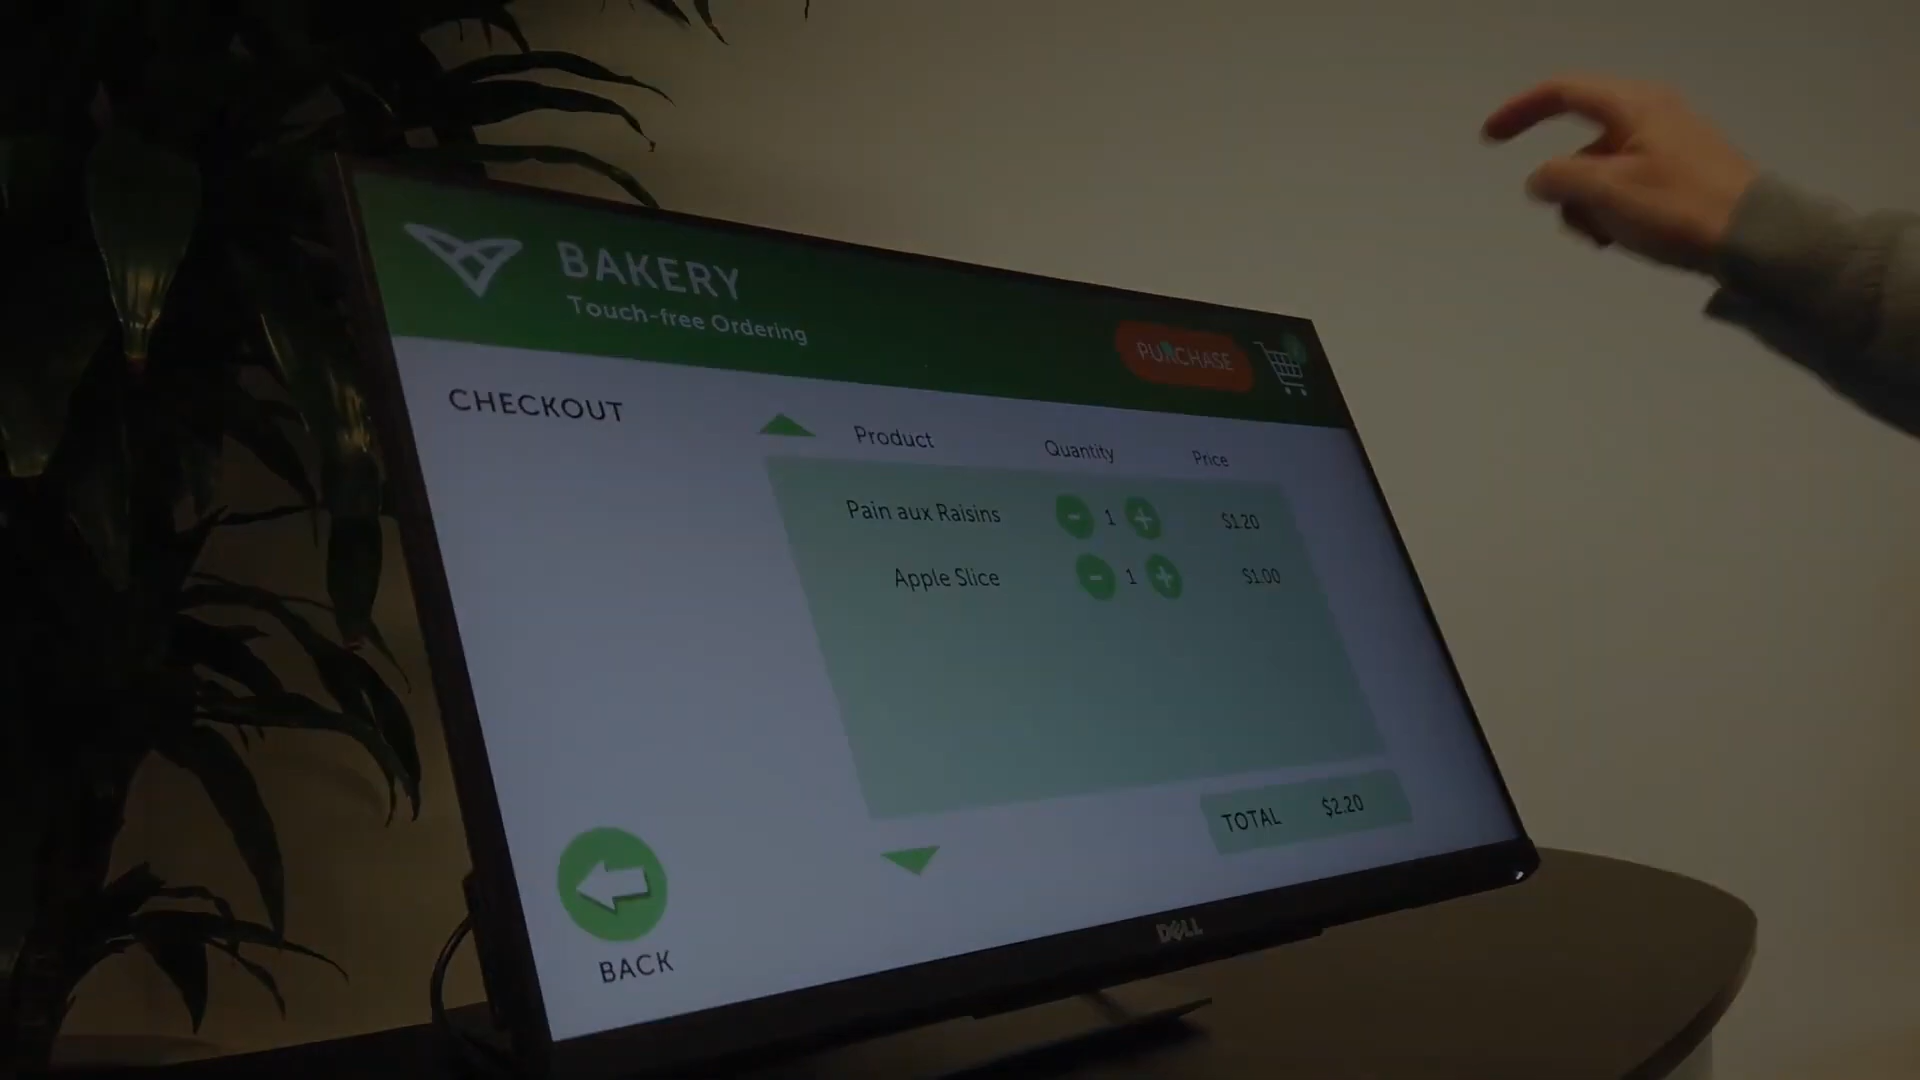 BAKERY
Touch-free Ordering
PURCHASE
CHECKOUT
Product Quantity Price
Pain aux Raisins - 1 + $1.20
Apple Slice - 1 + $1.00
TOTAL $2.20
BACK
DELL